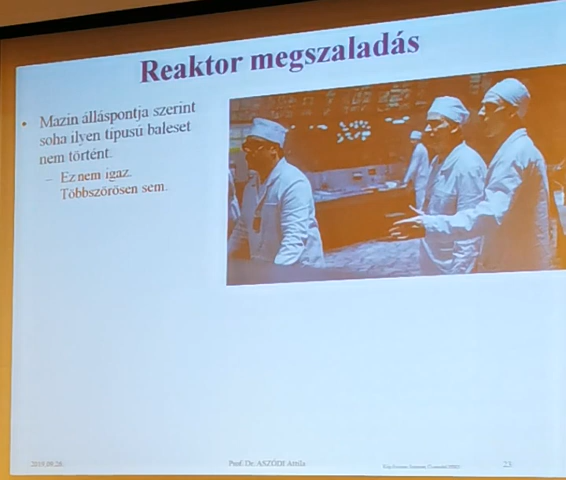 Reaktor megszaladás
• Mazin álláspontja szerint
soha ilyen típusú baleset
nem történt.
– Ez nem igaz.
Többszörösen sem.
Prof. Dr. ASZÓDI Attila
23